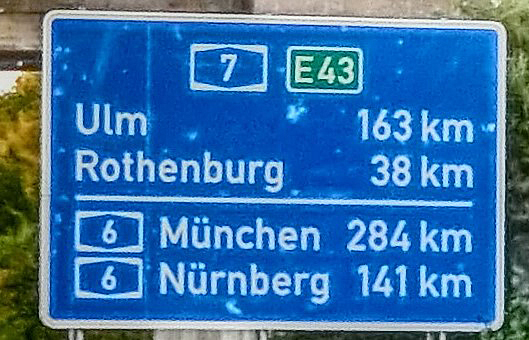 7 E43
Ulm 163 km
Rothenburg 38 km
6 München 284 km
6 Nürnberg 141 km